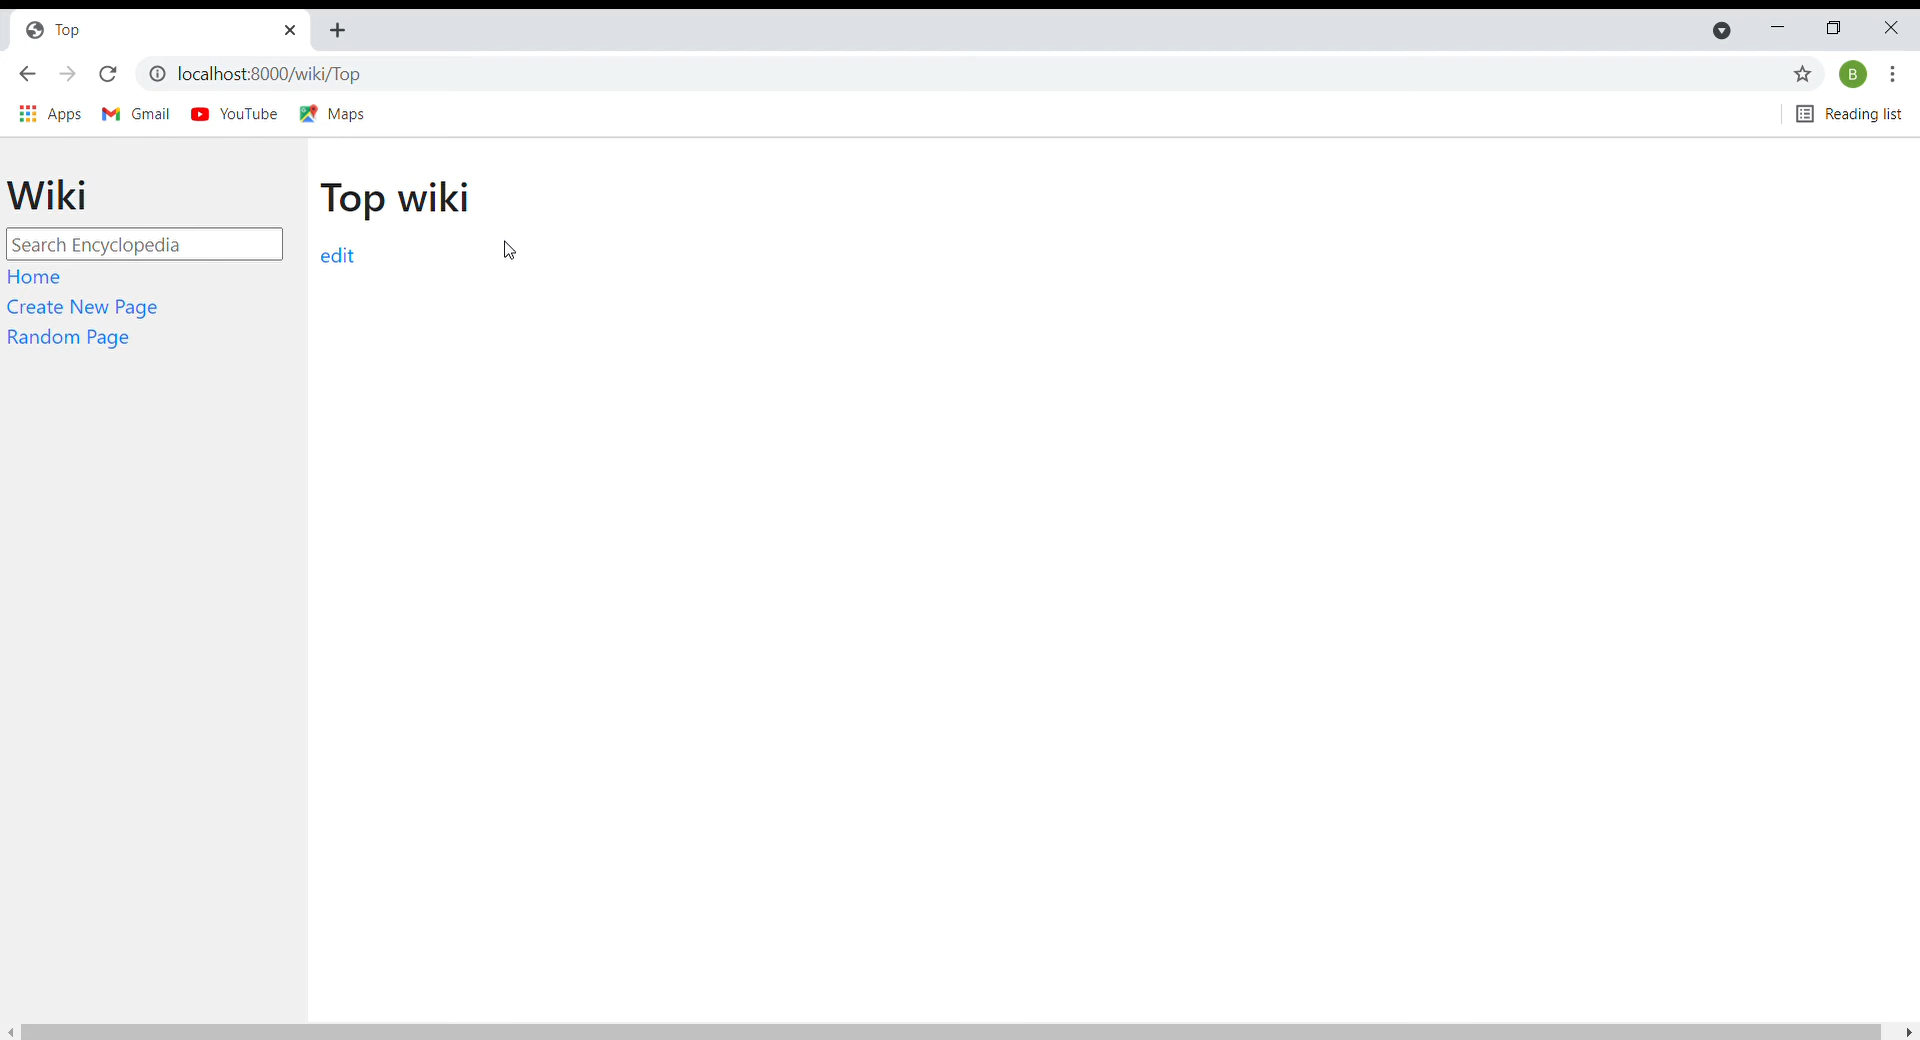 Top
localhost:8000/wiki/Top
B
Apps
Gmail
YouTube
Maps
Reading list
Wiki
Search Encyclopedia
Home
Create New Page
Random Page
Top wiki
edit